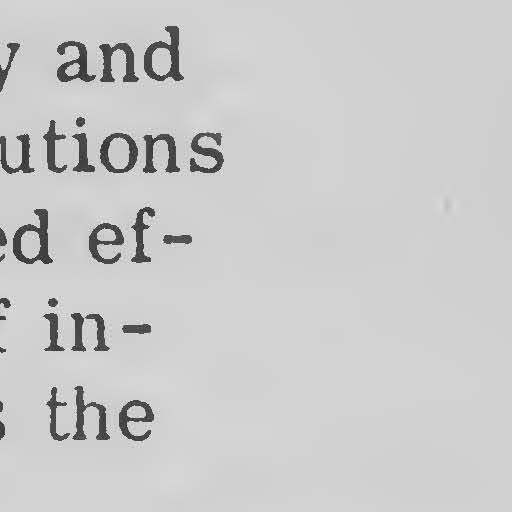 y and
utions
ed ef-
f in-
s the